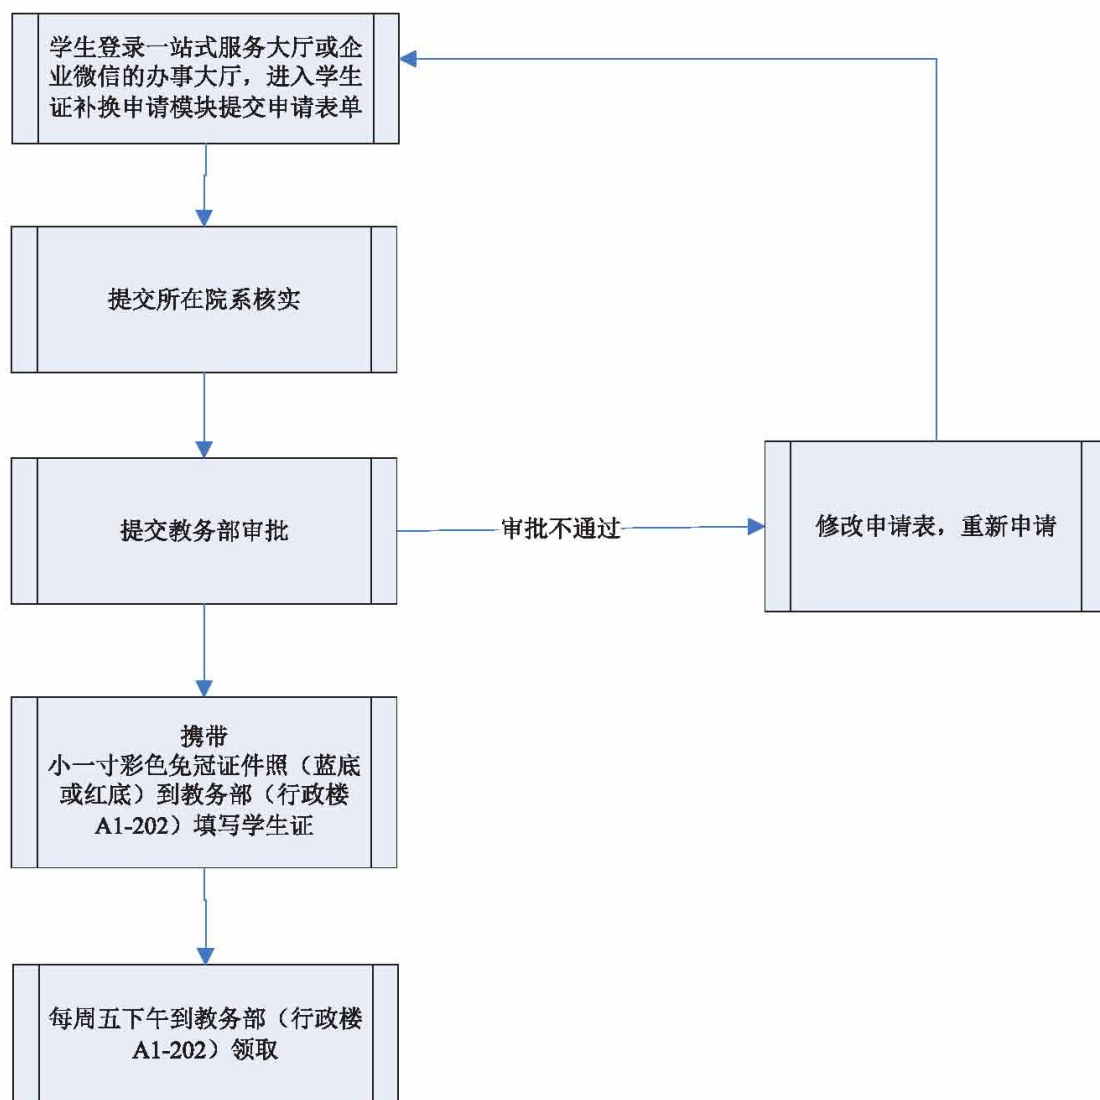 学生登录一站式服务大厅或企
业微信的办事大厅，进入学生
证补换申请模块提交申请表单
提交所在院系核实
提交教务部审批
审批不通过
修改申请表，重新申请
携带
小一寸彩色免冠证件照（蓝底
或红底）到教务部（行政楼
A1-202）填写学生证
每周五下午到教务部（行政楼
A1-202）领取